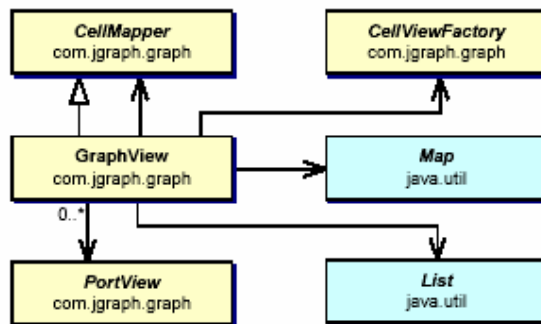 CellMapper
com.jgraph.graph
CellViewFactory
com.jgraph.graph
GraphView
com.jgraph.graph
Map
java.util
0..*
PortView
com.jgraph.graph
List
java.util